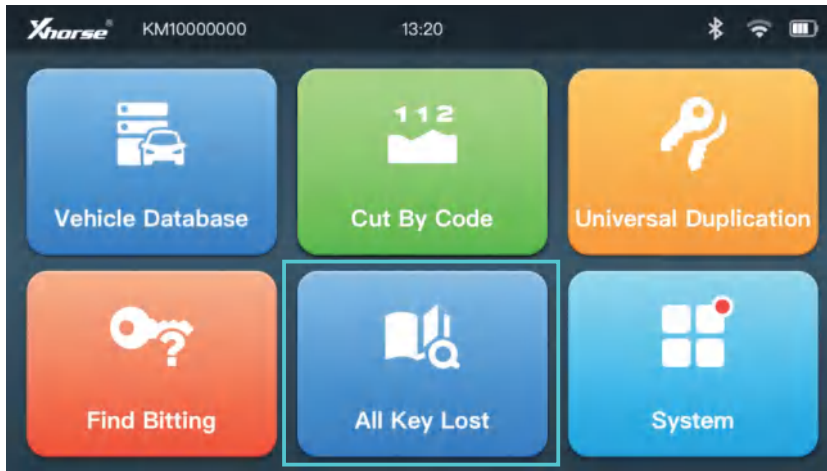 Xhorse® KM10000000 13:20
112
Vehicle Database Cut By Code Universal Duplication
?
Find Bitting All Key Lost System